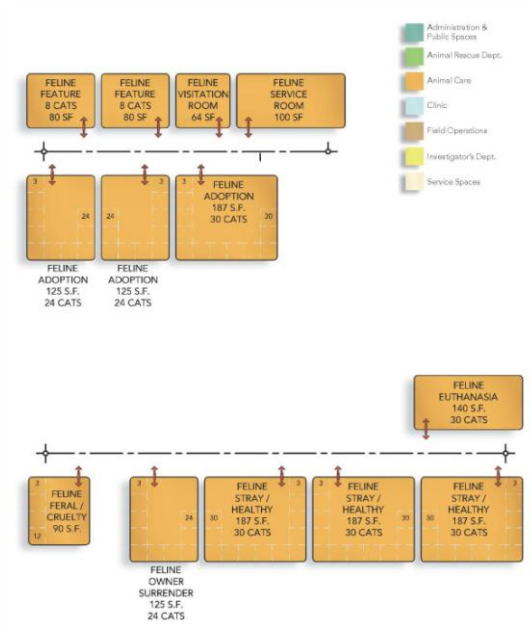 Administration &
Public Spaces
Animal Rescue Dept.
Animal Care
Clinic
Field Operations
Investigator's Dept.
Service Spaces
FELINE
FEATURE
8 CATS
80 SF
FELINE
FEATURE
8 CATS
80 SF
FELINE
VISITATION
ROOM
64 SF
FELINE
SERVICE
ROOM
100 SF
3
24
FELINE
ADOPTION
125 S.F.
24 CATS
3
24
FELINE
ADOPTION
125 S.F.
24 CATS
3
FELINE
ADOPTION
187 S.F.
30 CATS
30
FELINE
EUTHANASIA
140 S.F.
30 CATS
3
FELINE
FERAL /
CRUELTY
90 S.F.
12
3
24
FELINE
OWNER
SURRENDER
125 S.F.
24 CATS
3
FELINE
STRAY /
HEALTHY
187 S.F.
30 CATS
30
3
FELINE
STRAY /
HEALTHY
187 S.F.
30 CATS
30
3
FELINE
STRAY /
HEALTHY
187 S.F.
30 CATS
30